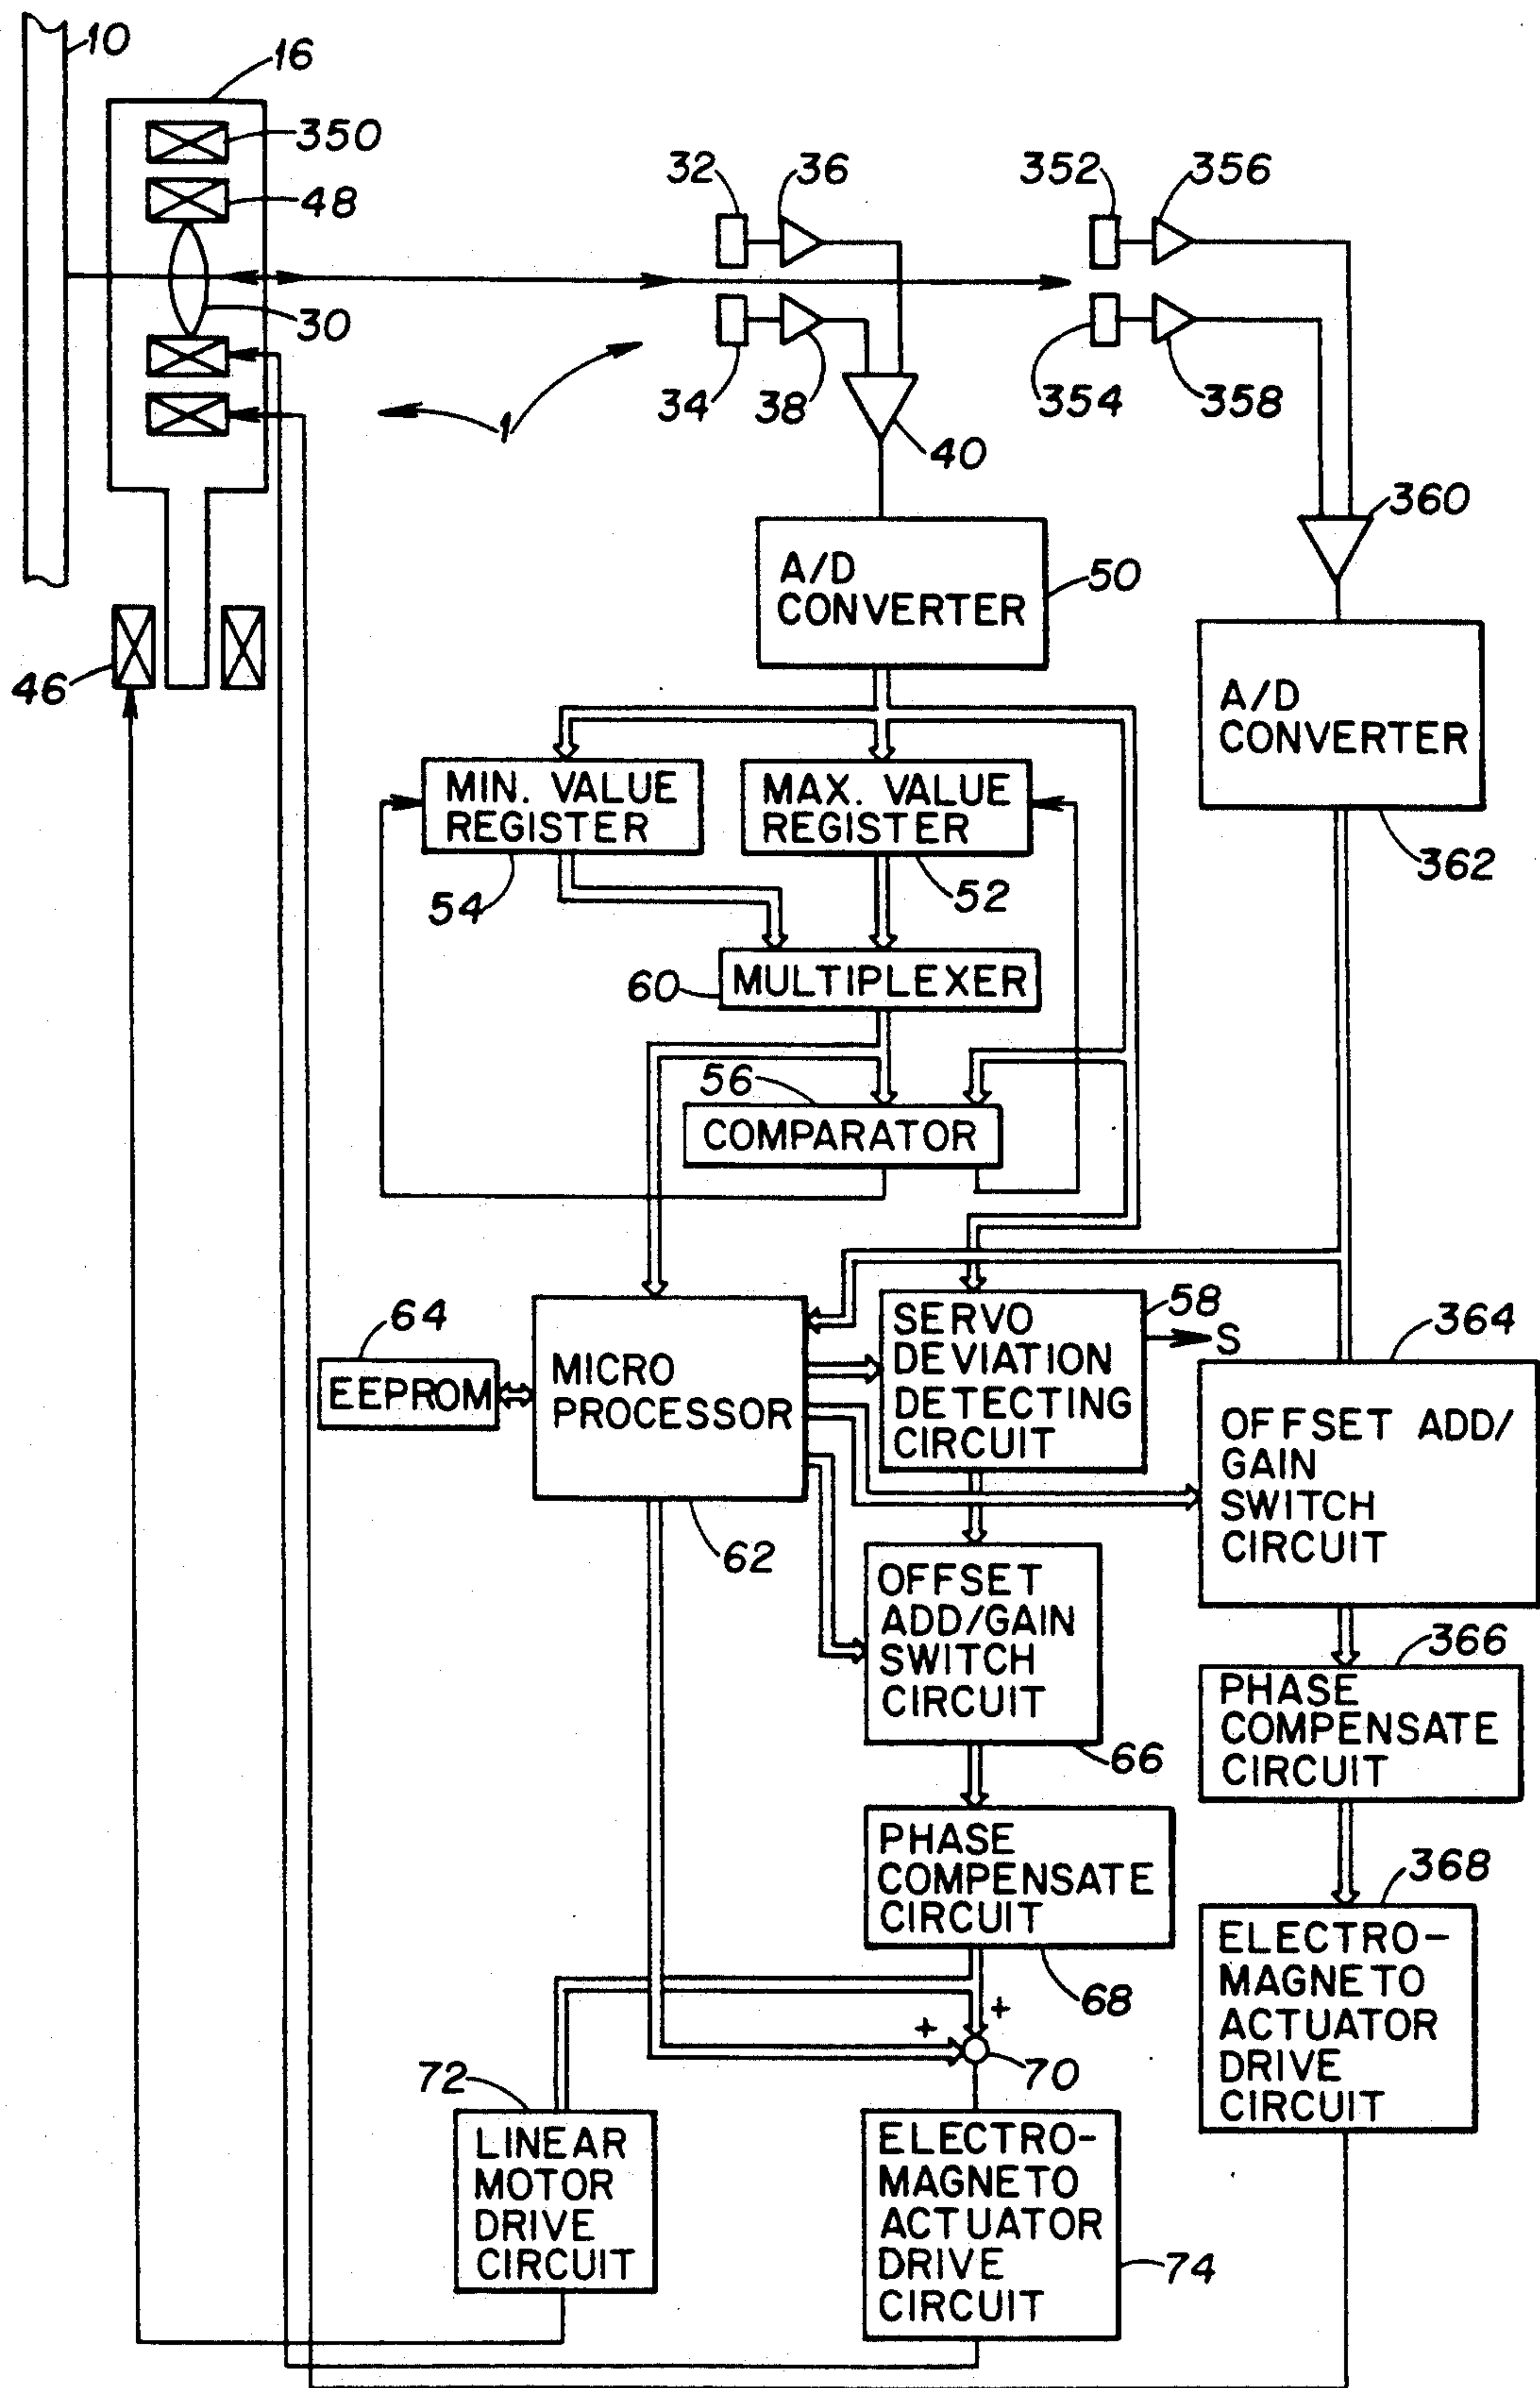 10
16
350
48
30
32
36
352
356
34
38
354
358
1
40
360
A/D
CONVERTER
50
A/D
CONVERTER
362
46
MIN. VALUE
REGISTER
54
MAX. VALUE
REGISTER
52
60
MULTIPLEXER
56
COMPARATOR
64
EEPROM
MICRO
PROCESSOR
62
SERVO
DEVIATION
DETECTING
CIRCUIT
58
S
364
OFFSET ADD/
GAIN
SWITCH
CIRCUIT
OFFSET
ADD/GAIN
SWITCH
CIRCUIT
66
366
PHASE
COMPENSATE
CIRCUIT
PHASE
COMPENSATE
CIRCUIT
68
368
ELECTRO-
MAGNETO
ACTUATOR
DRIVE
CIRCUIT
+
+
70
72
LINEAR
MOTOR
DRIVE
CIRCUIT
ELECTRO-
MAGNETO
ACTUATOR
DRIVE
CIRCUIT
74